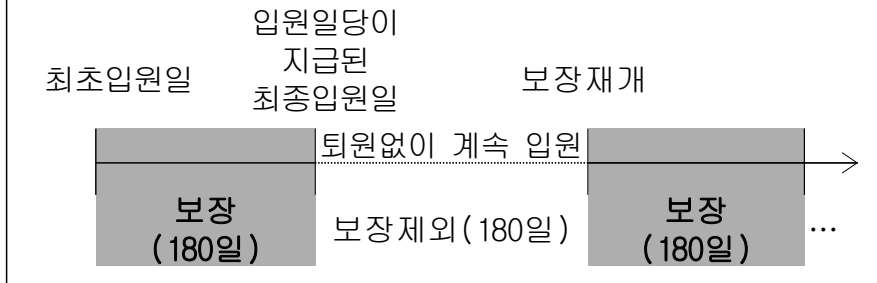 입원일당이
지급된
최종입원일
최초입원일
보장재개
퇴원없이 계속 입원
보장
(180일)
보장제외(180일)
보장
(180일)
…